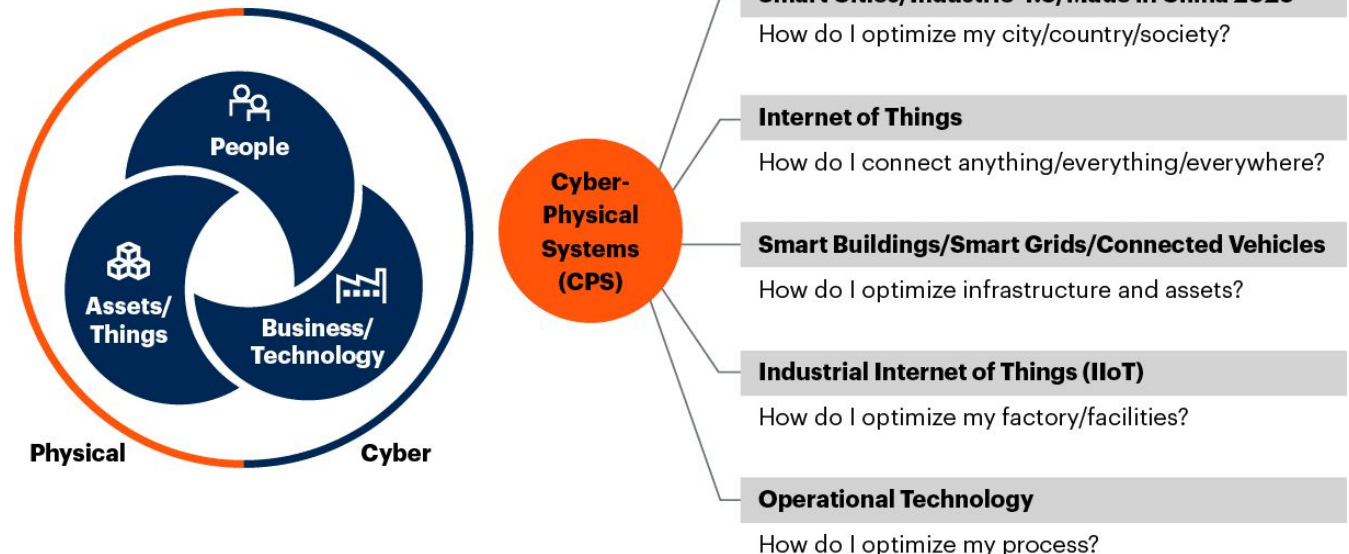 People
Assets/
Things
Business/
Technology
Physical
Cyber
Cyber-
Physical
Systems
(CPS)
How do I optimize my city/country/society?
Internet of Things
How do I connect anything/everything/everywhere?
Smart Buildings/Smart Grids/Connected Vehicles
How do I optimize infrastructure and assets?
Industrial Internet of Things (IIoT)
How do I optimize my factory/facilities?
Operational Technology
How do I optimize my process?